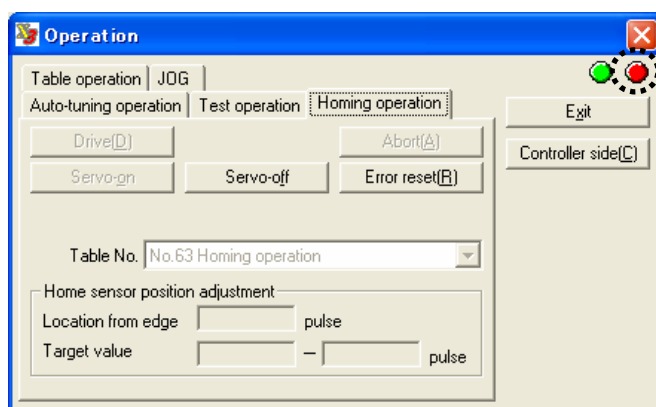 Operation
Table operation JOG
Auto-tuning operation Test operation Homing operation
Exit
Drive(D) Abort(A)
Controller side(C)
Servo-on Servo-off Error reset(R)
Table No. No.63 Homing operation
Home sensor position adjustment
Location from edge pulse
Target value – pulse